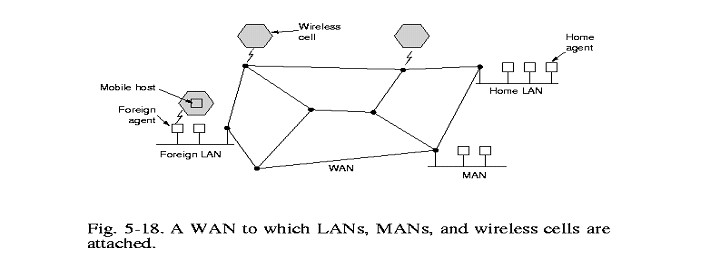 Wireless
cell
Home
agent
Mobile host
Home LAN
Foreign
agent
Foreign LAN
WAN
MAN
Fig. 5-18. A WAN to which LANs, MANs, and wireless cells are
attached.